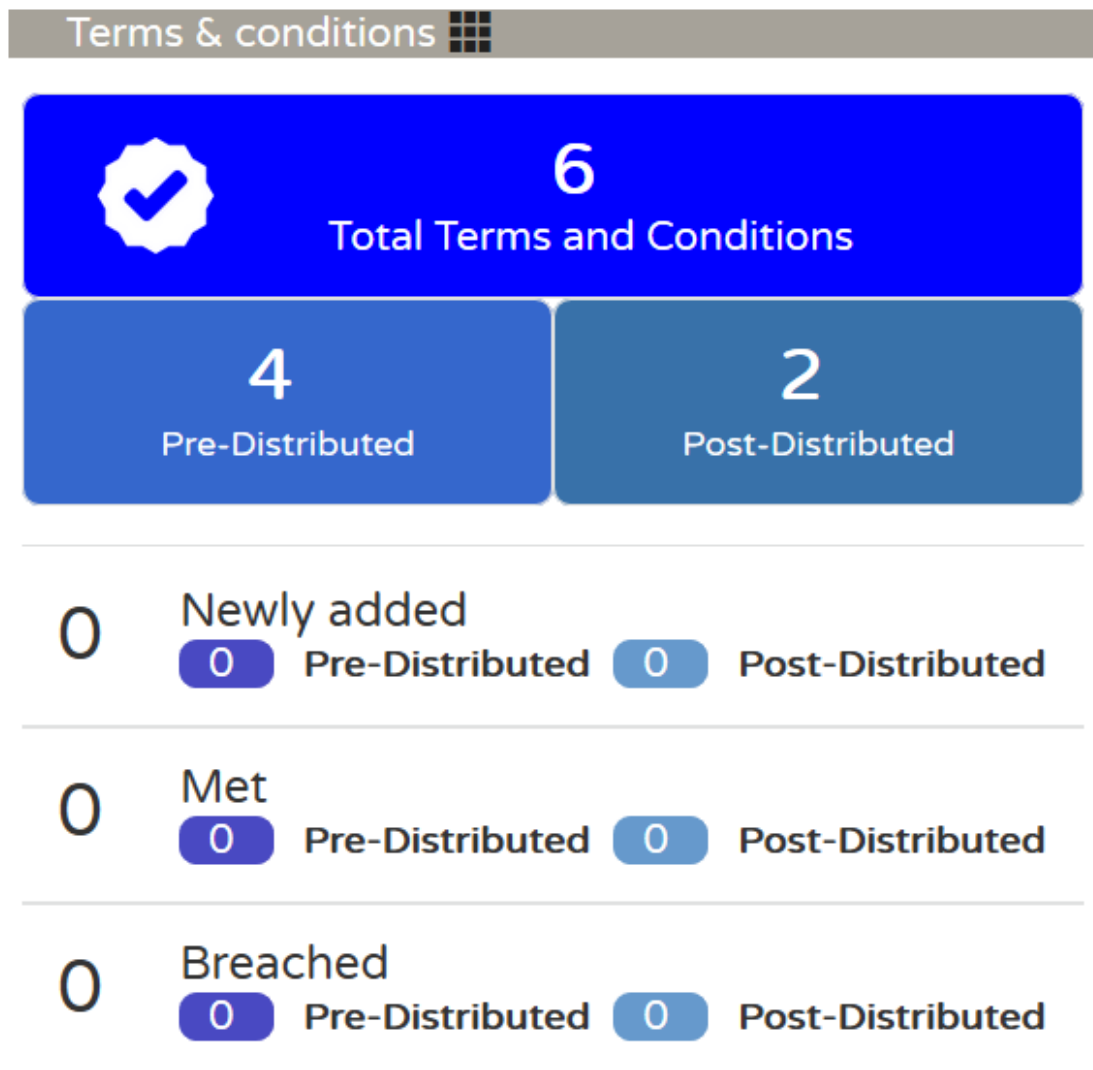 Terms & conditions
6
Total Terms and Conditions
4
Pre-Distributed
2
Post-Distributed
0
Newly added
0 Pre-Distributed 0 Post-Distributed
0
Met
0 Pre-Distributed 0 Post-Distributed
0
Breached
0 Pre-Distributed 0 Post-Distributed